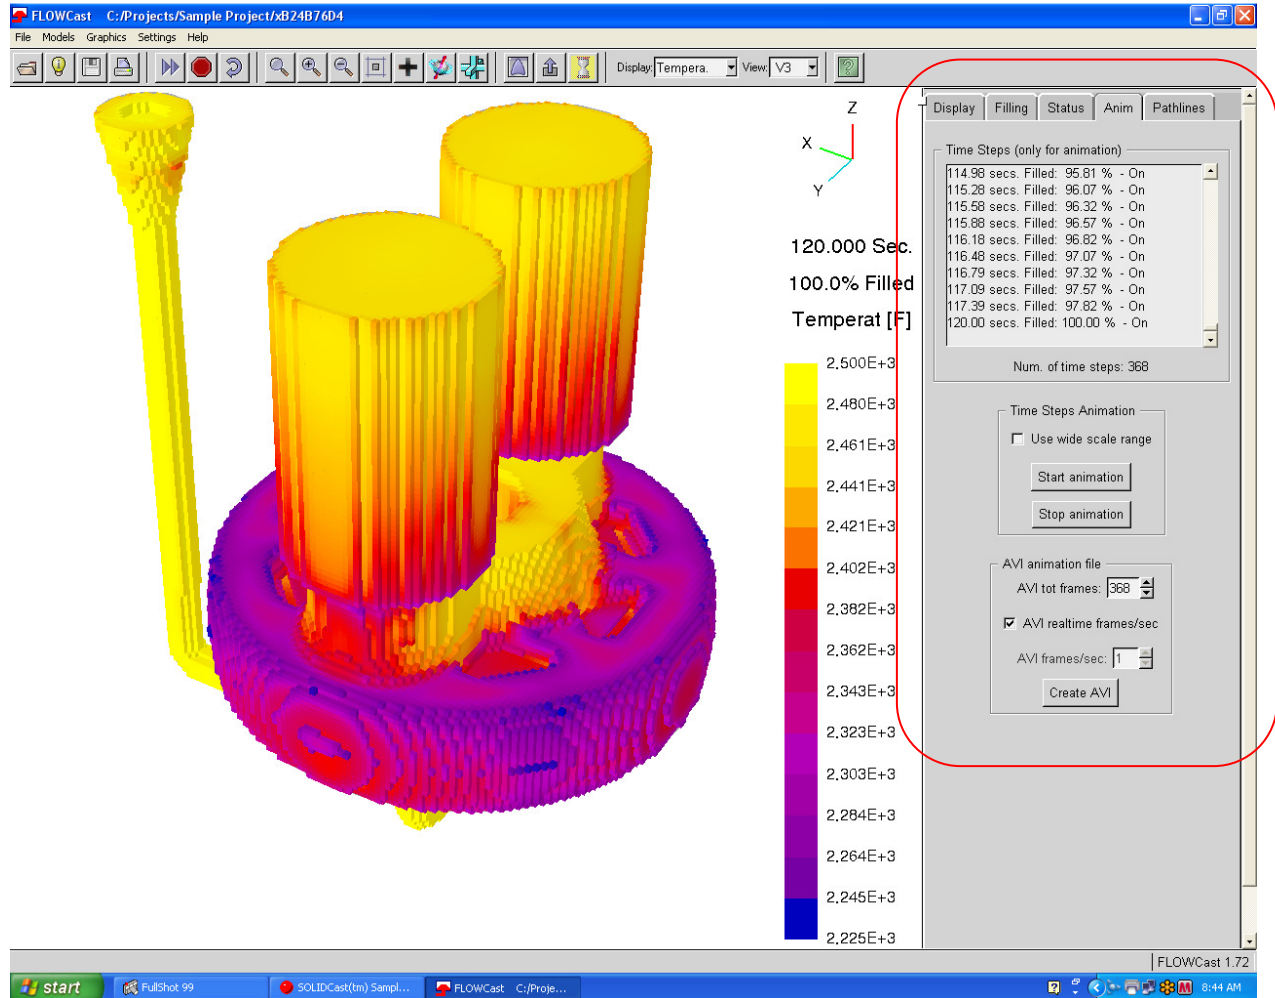 FLOWCast C:/Projects/Sample Project/xB24B76D4
File Models Graphics Settings Help
Display: Tempera. View: V3
Display Filling Status Anim Pathlines
Z
X
Y
120.000 Sec.
100.0% Filled
Temperat [F]
2.500E+3
2.480E+3
2.461E+3
2.441E+3
2.421E+3
2.402E+3
2.382E+3
2.362E+3
2.343E+3
2.323E+3
2.303E+3
2.284E+3
2.264E+3
2.245E+3
2.225E+3
Time Steps (only for animation)
114.98 secs. Filled: 95.81 % - On
115.28 secs. Filled: 96.07 % - On
115.58 secs. Filled: 96.32 % - On
115.88 secs. Filled: 96.57 % - On
116.18 secs. Filled: 96.82 % - On
116.48 secs. Filled: 97.07 % - On
116.79 secs. Filled: 97.32 % - On
117.09 secs. Filled: 97.57 % - On
117.39 secs. Filled: 97.82 % - On
120.00 secs. Filled: 100.00 % - On
Num. of time steps: 368
Time Steps Animation
Use wide scale range
Start animation
Stop animation
AVI animation file
AVI tot frames: 368
AVI realtime frames/sec
AVI frames/sec: 1
Create AVI
FLOWCast 1.72
start FullShot 99 SOLIDCast(tm) Sampl... FLOWCast C:/Proje... 8:44 AM